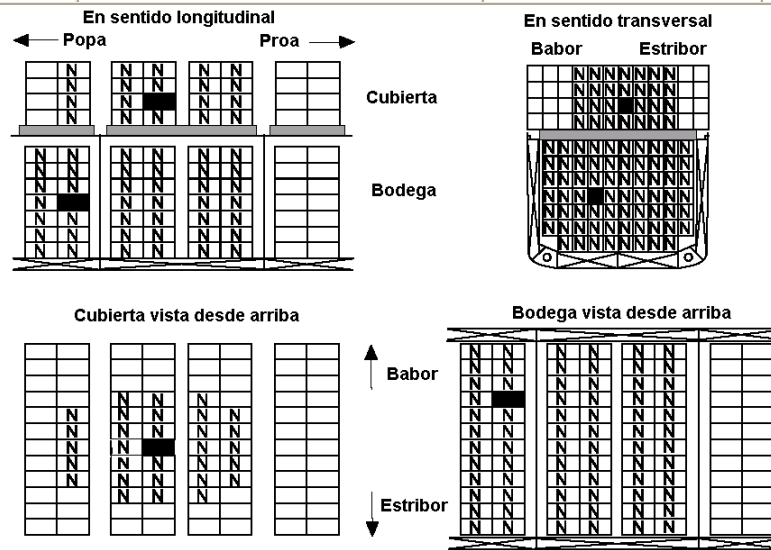 En sentido longitudinal
Popa
Proa
En sentido transversal
Babor
Estribor
Cubierta
Bodega
Cubierta vista desde arriba
Bodega vista desde arriba
Babor
Estribor